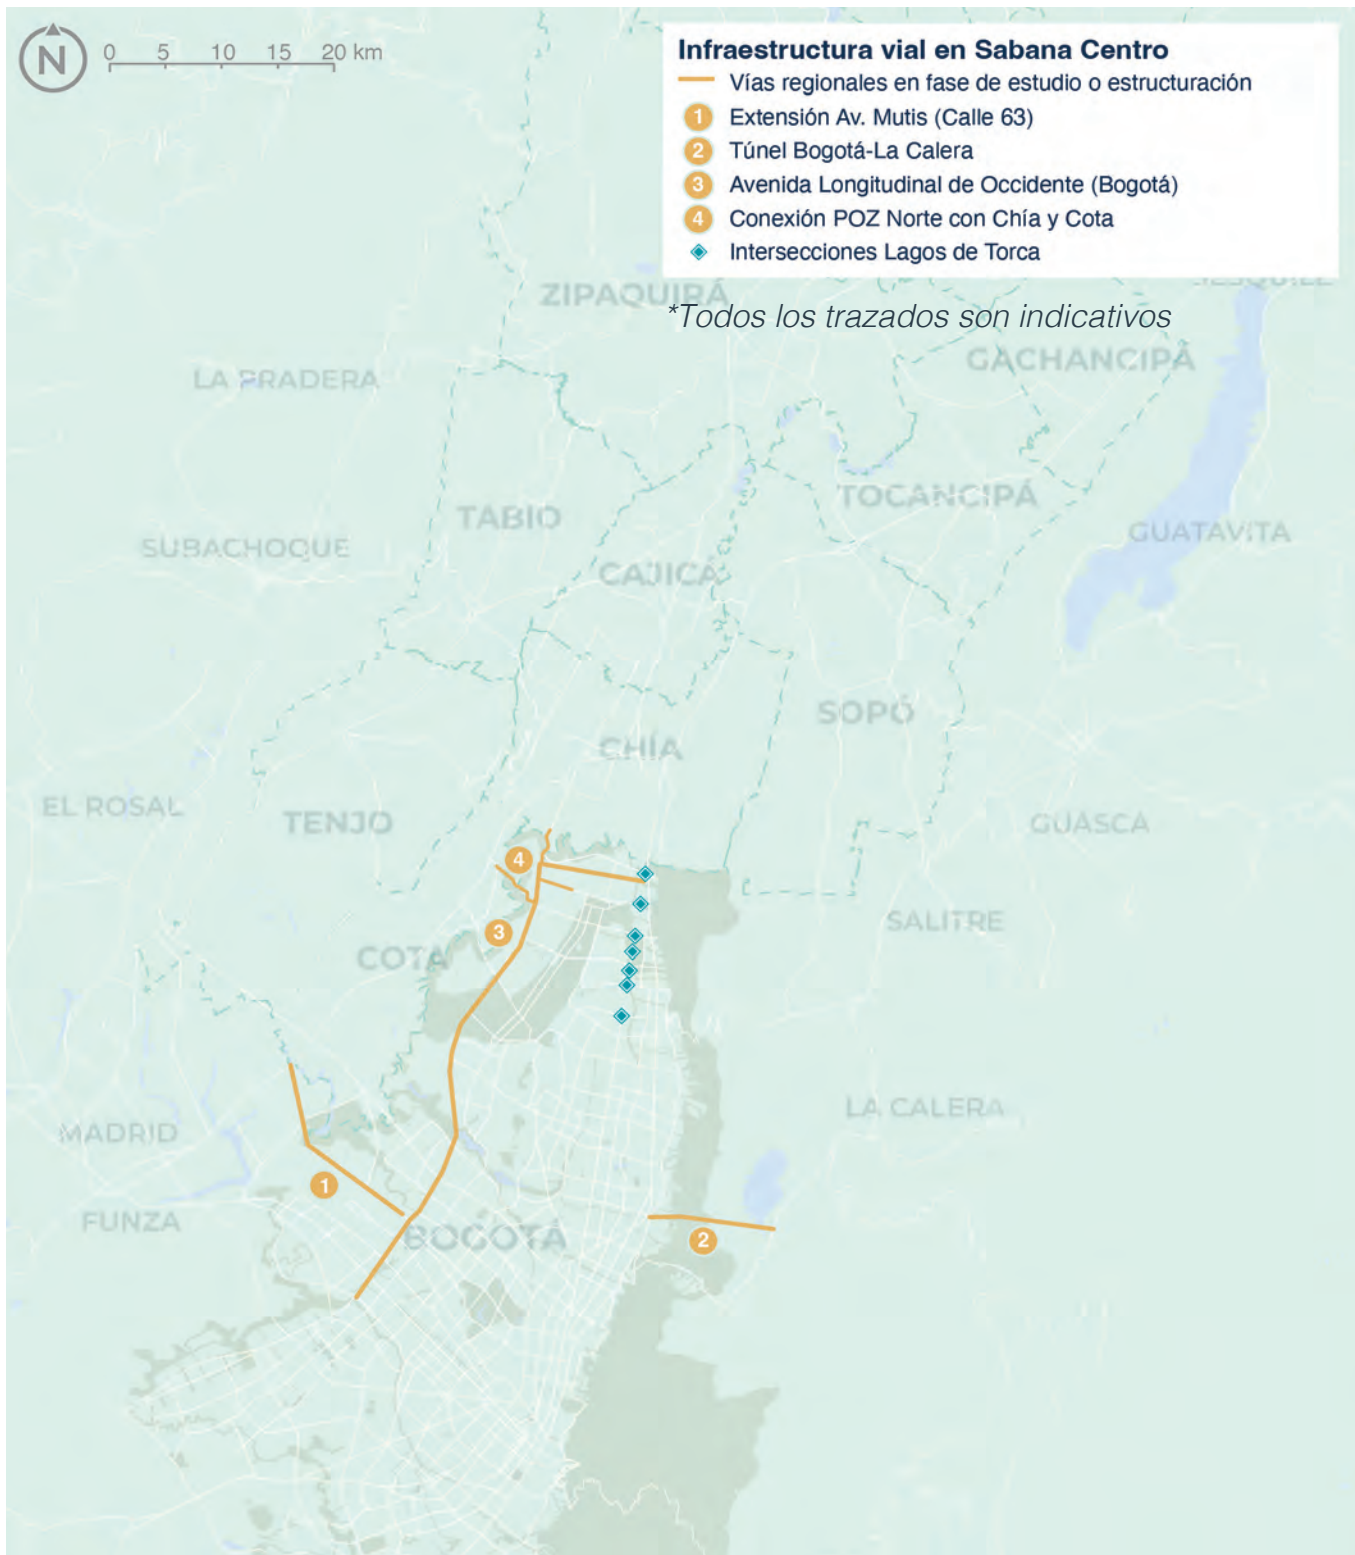 N
0 5 10 15 20 km
Infraestructura vial en Sabana Centro
Vías regionales en fase de estudio o estructuración
1 Extensión Av. Mutis (Calle 63)
2 Túnel Bogotá-La Calera
3 Avenida Longitudinal de Occidente (Bogotá)
4 Conexión POZ Norte con Chía y Cota
Intersecciones Lagos de Torca
*Todos los trazados son indicativos
ZIPAQUIRÁ
GACHANCIPÁ
LA PRADERA
TOCANCIPÁ
TABIO
GUATAVITA
SUBACHOQUE
CAJICÁ
SOPÓ
CHÍA
EL ROSAL
TENJO
GUASCA
4
SALITRE
3
COTA
LA CALERA
MADRID
1
FUNZA
BOGOTÁ
2